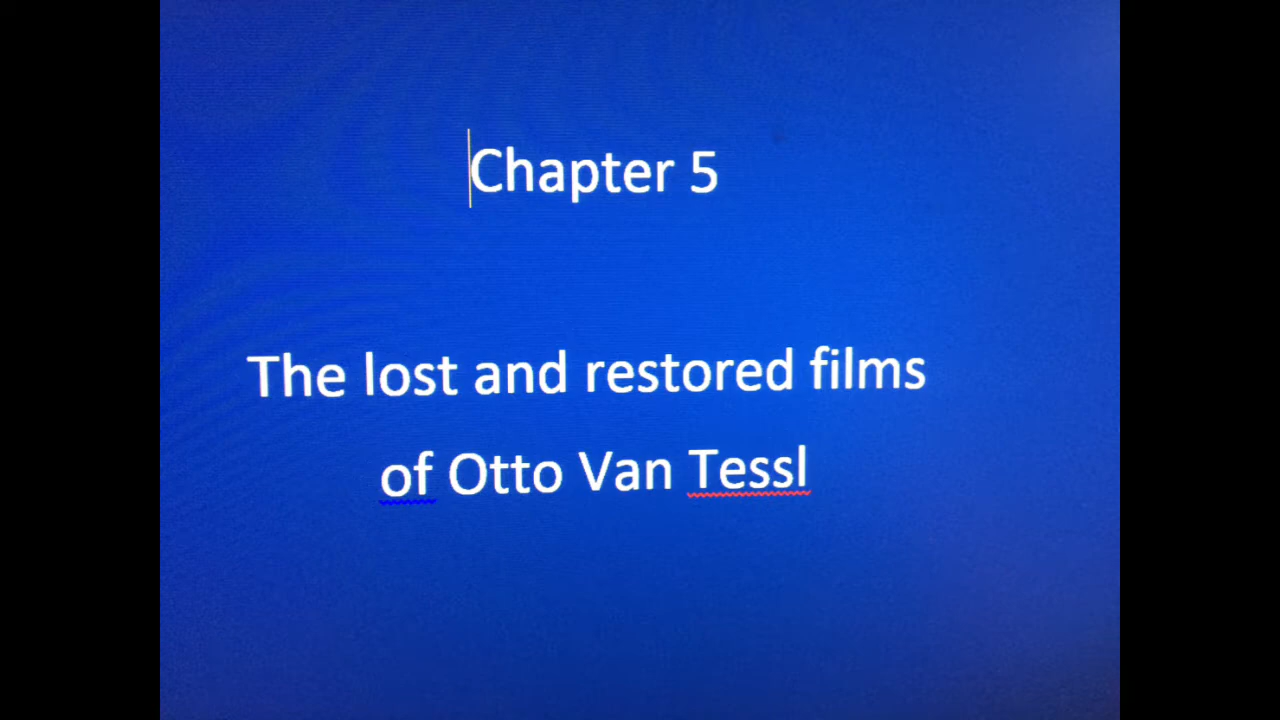 Chapter 5
The lost and restored films
of Otto Van Tessl